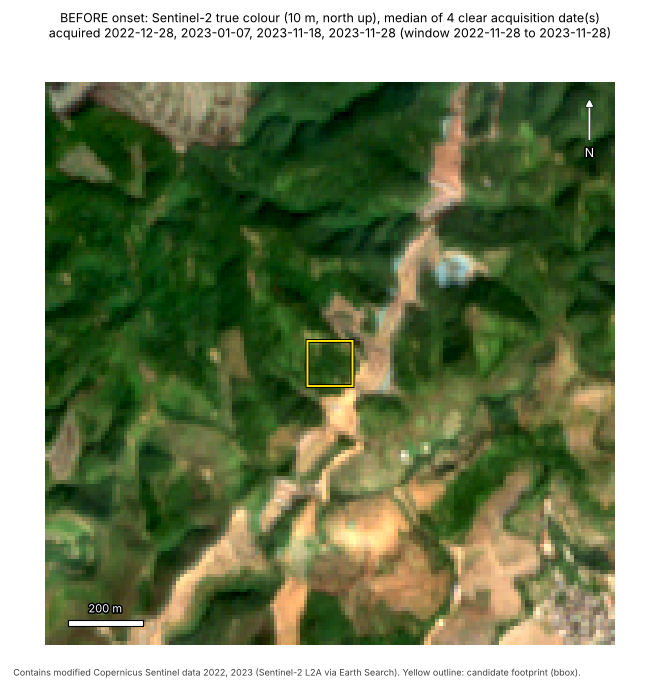 BEFORE onset: Sentinel-2 true colour (10 m, north up), median of 4 clear acquisition date(s)
acquired 2022-12-28, 2023-01-07, 2023-11-18, 2023-11-28 (window 2022-11-28 to 2023-11-28)
N
200 m
Contains modified Copernicus Sentinel data 2022, 2023 (Sentinel-2 L2A via Earth Search). Yellow outline: candidate footprint (bbox).